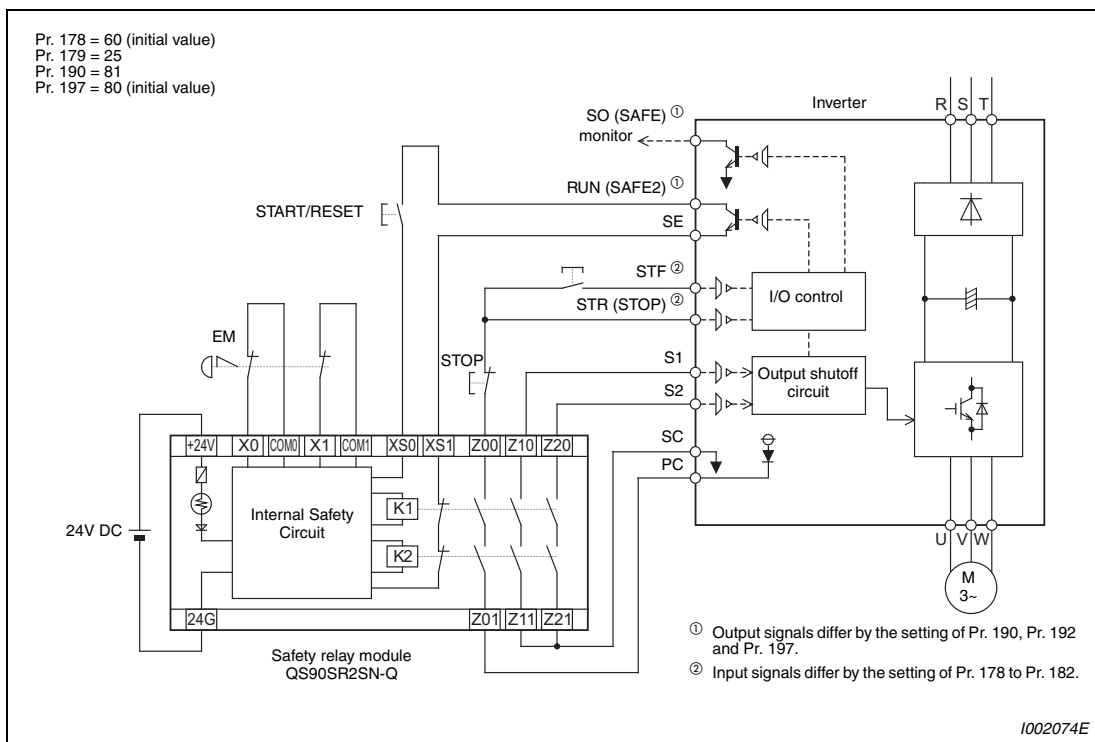 Pr. 178 = 60 (initial value)
Pr. 179 = 25
Pr. 190 = 81
Pr. 197 = 80 (initial value)
Inverter
R S T
SO (SAFE) ①
monitor
RUN (SAFE2) ①
START/RESET
SE
STF ②
I/O control
STR (STOP) ②
EM
STOP
S1
Output shutoff
circuit
S2
SC
PC
+24V X0 COM0 X1 COM1 XS0 XS1 Z00 Z10 Z20
Internal Safety
Circuit
K1
K2
24V DC
U V W
M
3~
24G Z01 Z11 Z21
Safety relay module
QS90SR2SN-Q
① Output signals differ by the setting of Pr. 190, Pr. 192
and Pr. 197.
② Input signals differ by the setting of Pr. 178 to Pr. 182.
I002074E